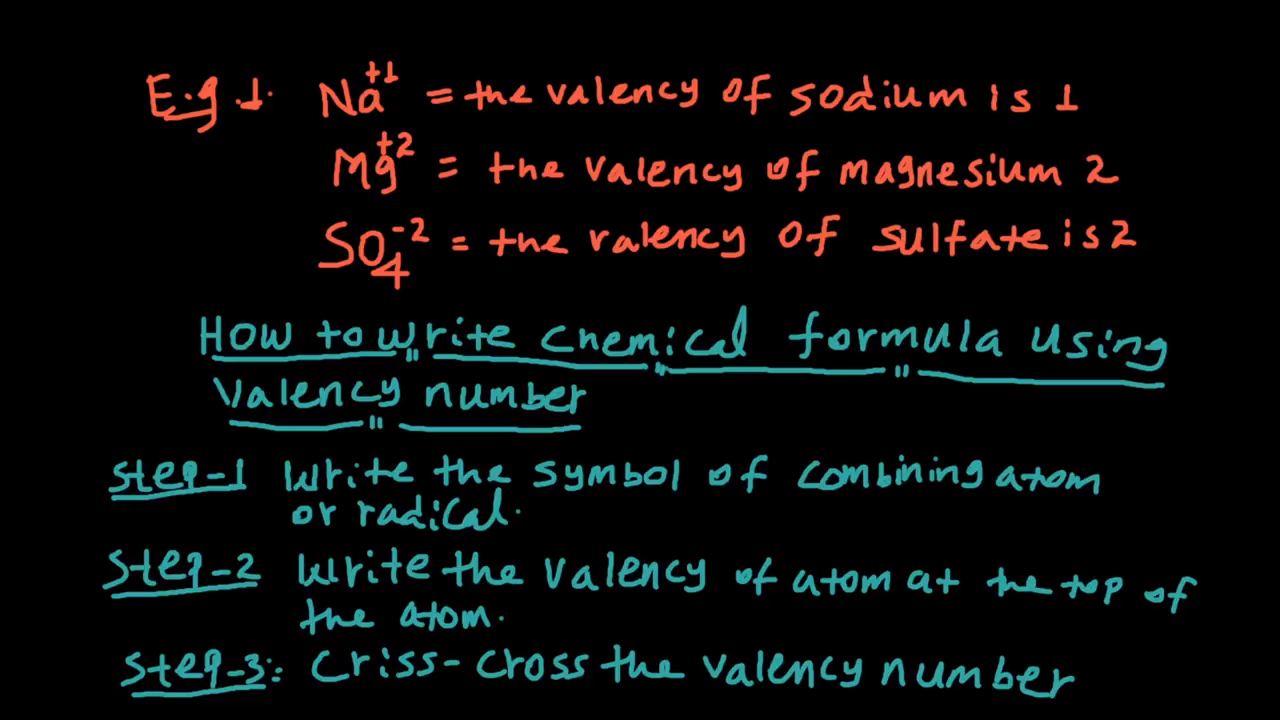 E.g 1. Na⁺¹ = the valency of sodium is 1
Mg⁺² = the valency of magnesium 2
SO₄⁻² = the valency of sulfate is 2
How to write chemical formula using
valency number
Step-1 Write the symbol of combining atom
or radical.
Step-2 Write the valency of atom at the top of
the atom.
Step-3: Criss-cross the valency number